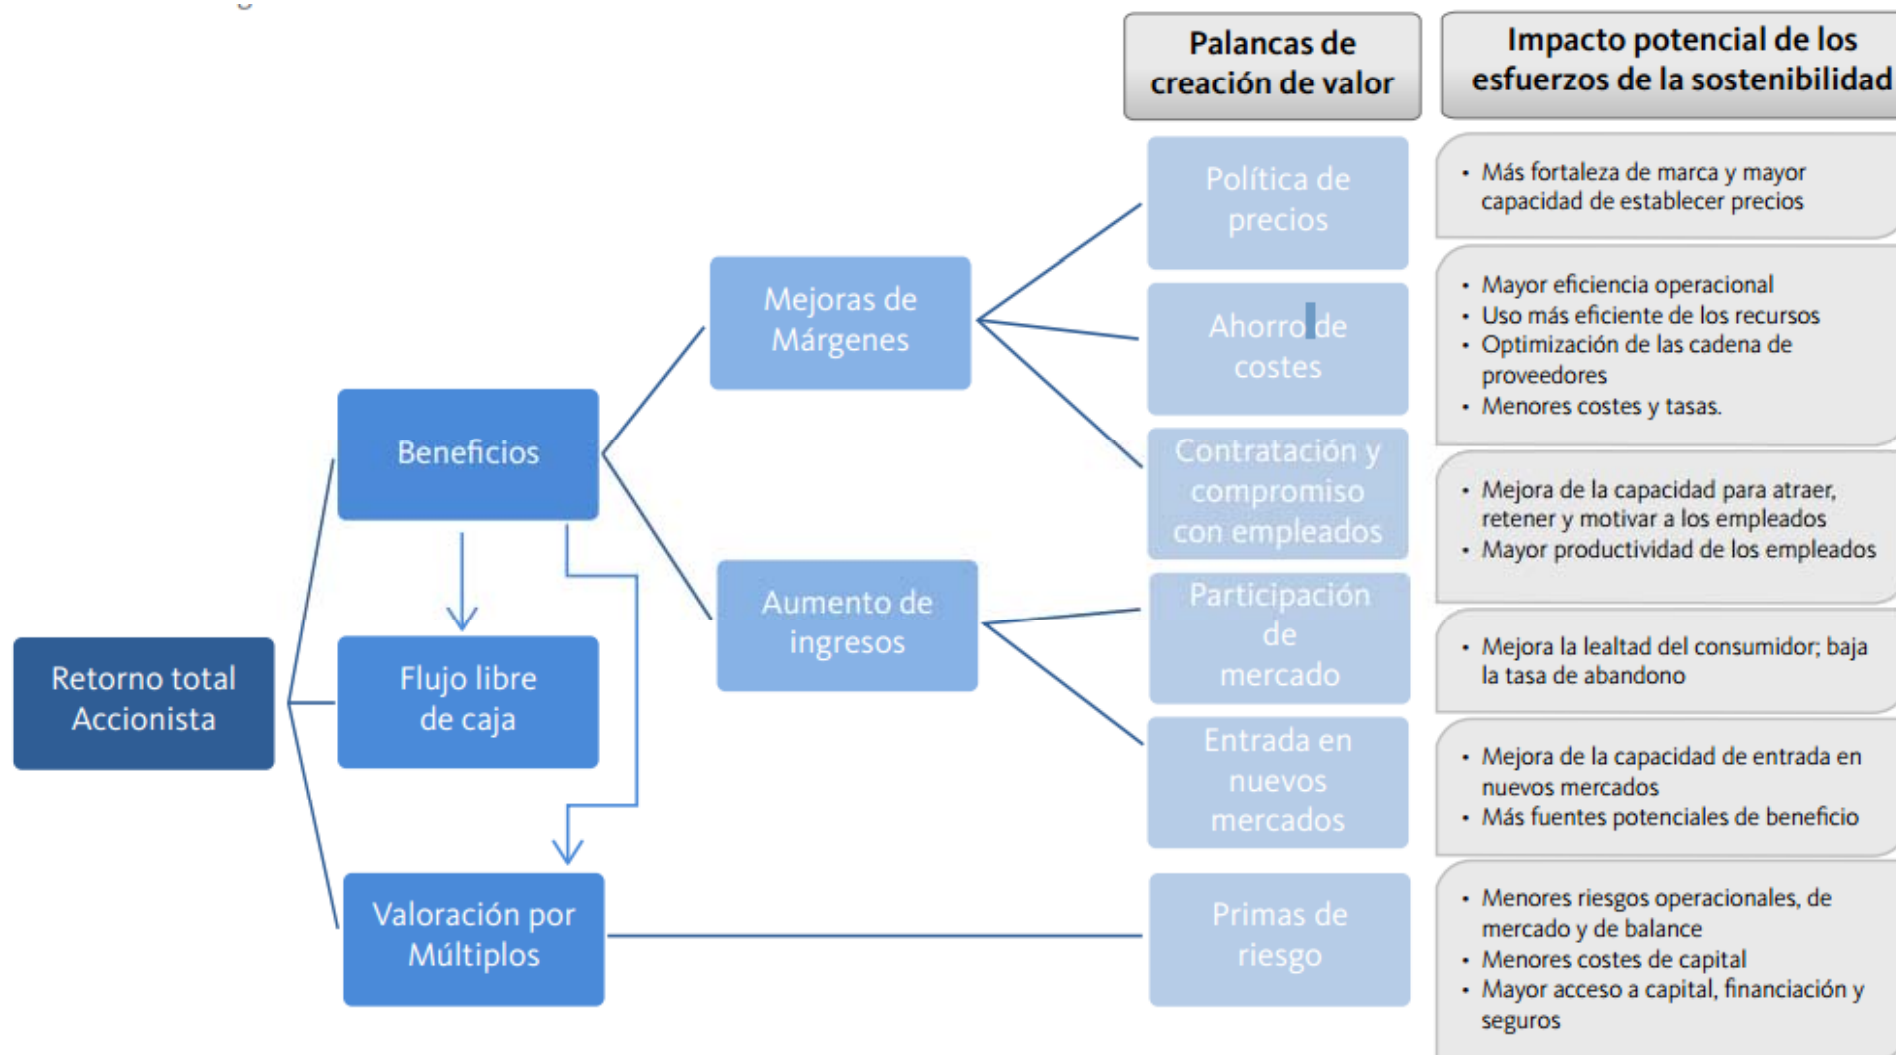 Palancas de
creación de valor
Impacto potencial de los
esfuerzos de la sostenibilidad
Retorno total
Accionista
Beneficios
Flujo libre
de caja
Valoración por
Múltiplos
Mejoras de
Márgenes
Aumento de
ingresos
Política de
precios
• Más fortaleza de marca y mayor
capacidad de establecer precios
Ahorro de
costes
• Mayor eficiencia operacional
• Uso más eficiente de los recursos
• Optimización de las cadena de
proveedores
• Menores costes y tasas.
Contratación y
compromiso
con empleados
• Mejora de la capacidad para atraer,
retener y motivar a los empleados
• Mayor productividad de los empleados
Participación
de
mercado
• Mejora la lealtad del consumidor; baja
la tasa de abandono
Entrada en
nuevos
mercados
• Mejora de la capacidad de entrada en
nuevos mercados
• Más fuentes potenciales de beneficio
Primas de
riesgo
• Menores riesgos operacionales, de
mercado y de balance
• Menores costes de capital
• Mayor acceso a capital, financiación y
seguros